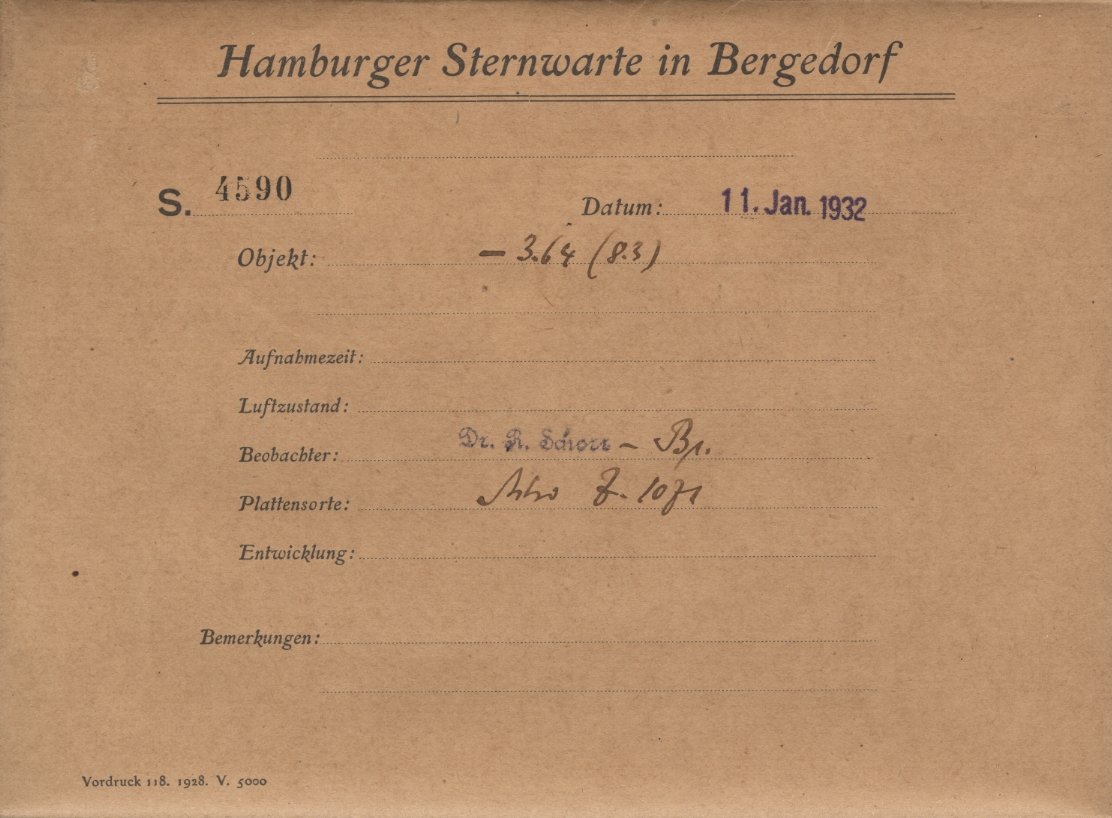 Hamburger Sternwarte in Bergedorf
S. 4590 Datum: 11. Jan. 1932
Objekt: – 3.64 (8.3)
Aufnahmezeit:
Luftzustand:
Beobachter: Dr. R. Schorr –
Plattensorte:
Entwicklung:
Bemerkungen:
Vordruck 118. 1928. V. 5000